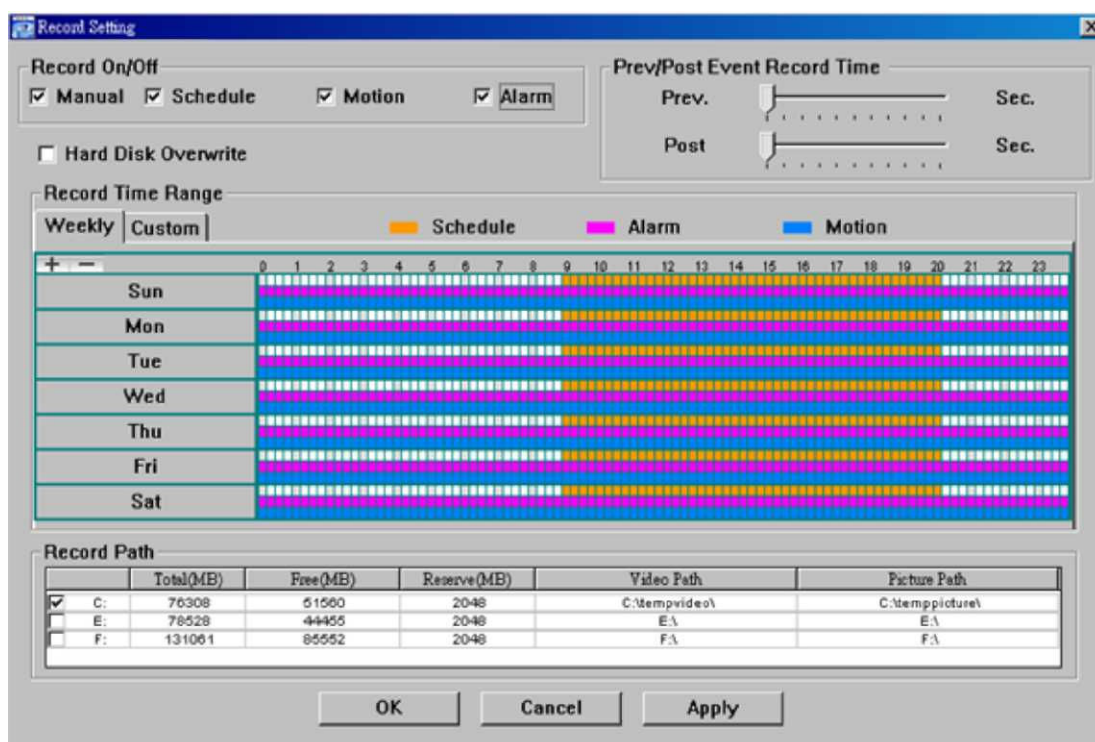 Record Setting
Record On/Off
Manual Schedule Motion Alarm
Prev/Post Event Record Time
Prev. Sec.
Post Sec.
Hard Disk Overwrite
Record Time Range
Weekly Custom Schedule Alarm Motion
+ - 0 1 2 3 4 5 6 7 8 9 10 11 12 13 14 15 16 17 18 19 20 21 22 23
Sun
Mon
Tue
Wed
Thu
Fri
Sat
Record Path
Total(MB) Free(MB) Reserve(MB) Video Path Picture Path
C: 76308 51560 2048 C:\tempvideo\ C:\temppicture\
E: 78528 44455 2048 E:\ E:\
F: 131061 85552 2048 F:\ F:\
OK Cancel Apply